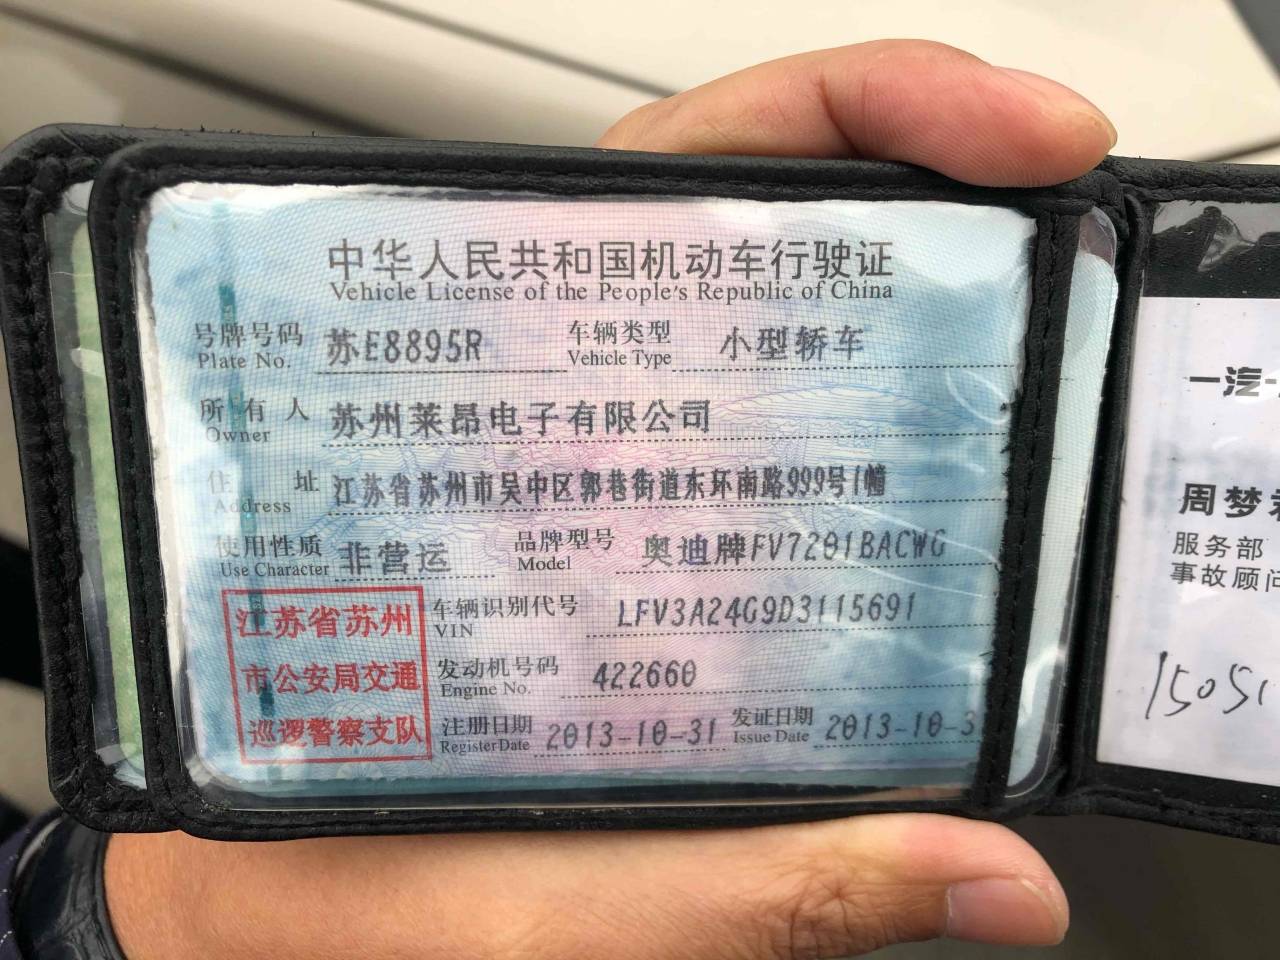 中华人民共和国机动车行驶证
Vehicle License of the People's Republic of China
号牌号码 苏E8895R 车辆类型 小型轿车
Plate No. Vehicle Type
所有人 苏州莱昂电子有限公司
Owner
住址 江苏省苏州市吴中区郭巷街道东环南路999号1幢
Address
使用性质 非营运 品牌型号 奥迪牌FV7201BACWG
Use Character Model
江苏省苏州
市公安局交通
巡逻警察支队
车辆识别代号 LFV3A24G9D3115691
VIN
发动机号码 422660
Engine No.
注册日期 2013-10-31 发证日期 2013-10-3
Register Date Issue Date
一汽
周梦
服务部
事故顾问
15051